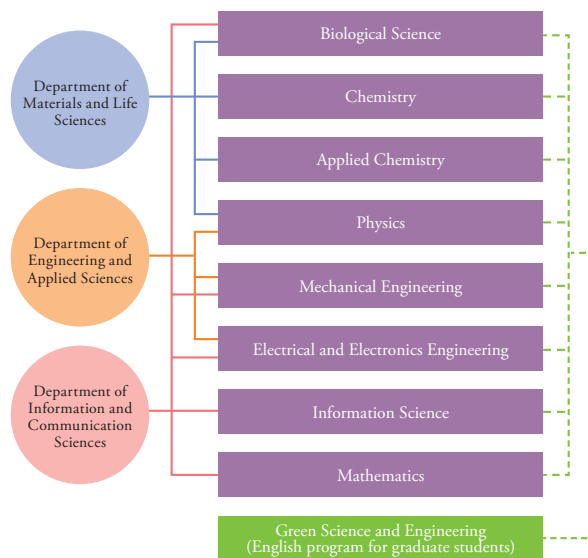 Department of
Materials and Life
Sciences
Department of
Engineering and
Applied Sciences
Department of
Information and
Communication
Sciences
Biological Science
Chemistry
Applied Chemistry
Physics
Mechanical Engineering
Electrical and Electronics Engineering
Information Science
Mathematics
Green Science and Engineering
(English program for graduate students)